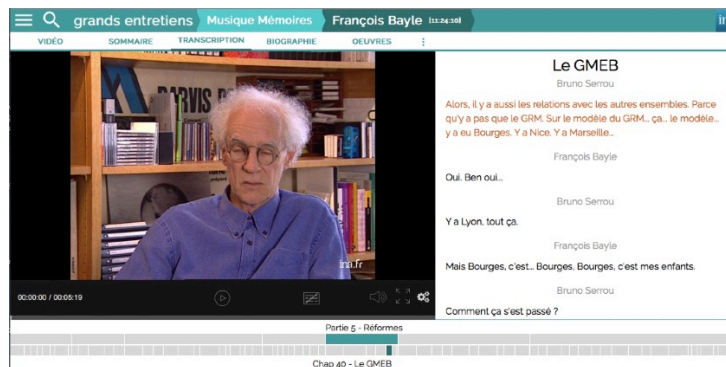 grands entretiens Musique Mémoires François Bayle [11:24:10] in
VIDÉO SOMMAIRE TRANSCRIPTION BIOGRAPHIE OEUVRES
PARVIS
ina.fr
00:00:00 / 00:05:19
Le GMEB
Bruno Serrou
Alors, il y a aussi les relations avec les autres ensembles. Parce
qu'y a pas que le GRM. Sur le modèle du GRM... ça... le modèle...
y a eu Bourges. Y a Nice. Y a Marseille...
François Bayle
Oui. Ben oui...
Bruno Serrou
Y a Lyon, tout ça.
François Bayle
Mais Bourges, c'est... Bourges. Bourges, c'est mes enfants.
Bruno Serrou
Comment ça s'est passé ?
Partie 5 - Réformes
Chap 40 - Le GMEB